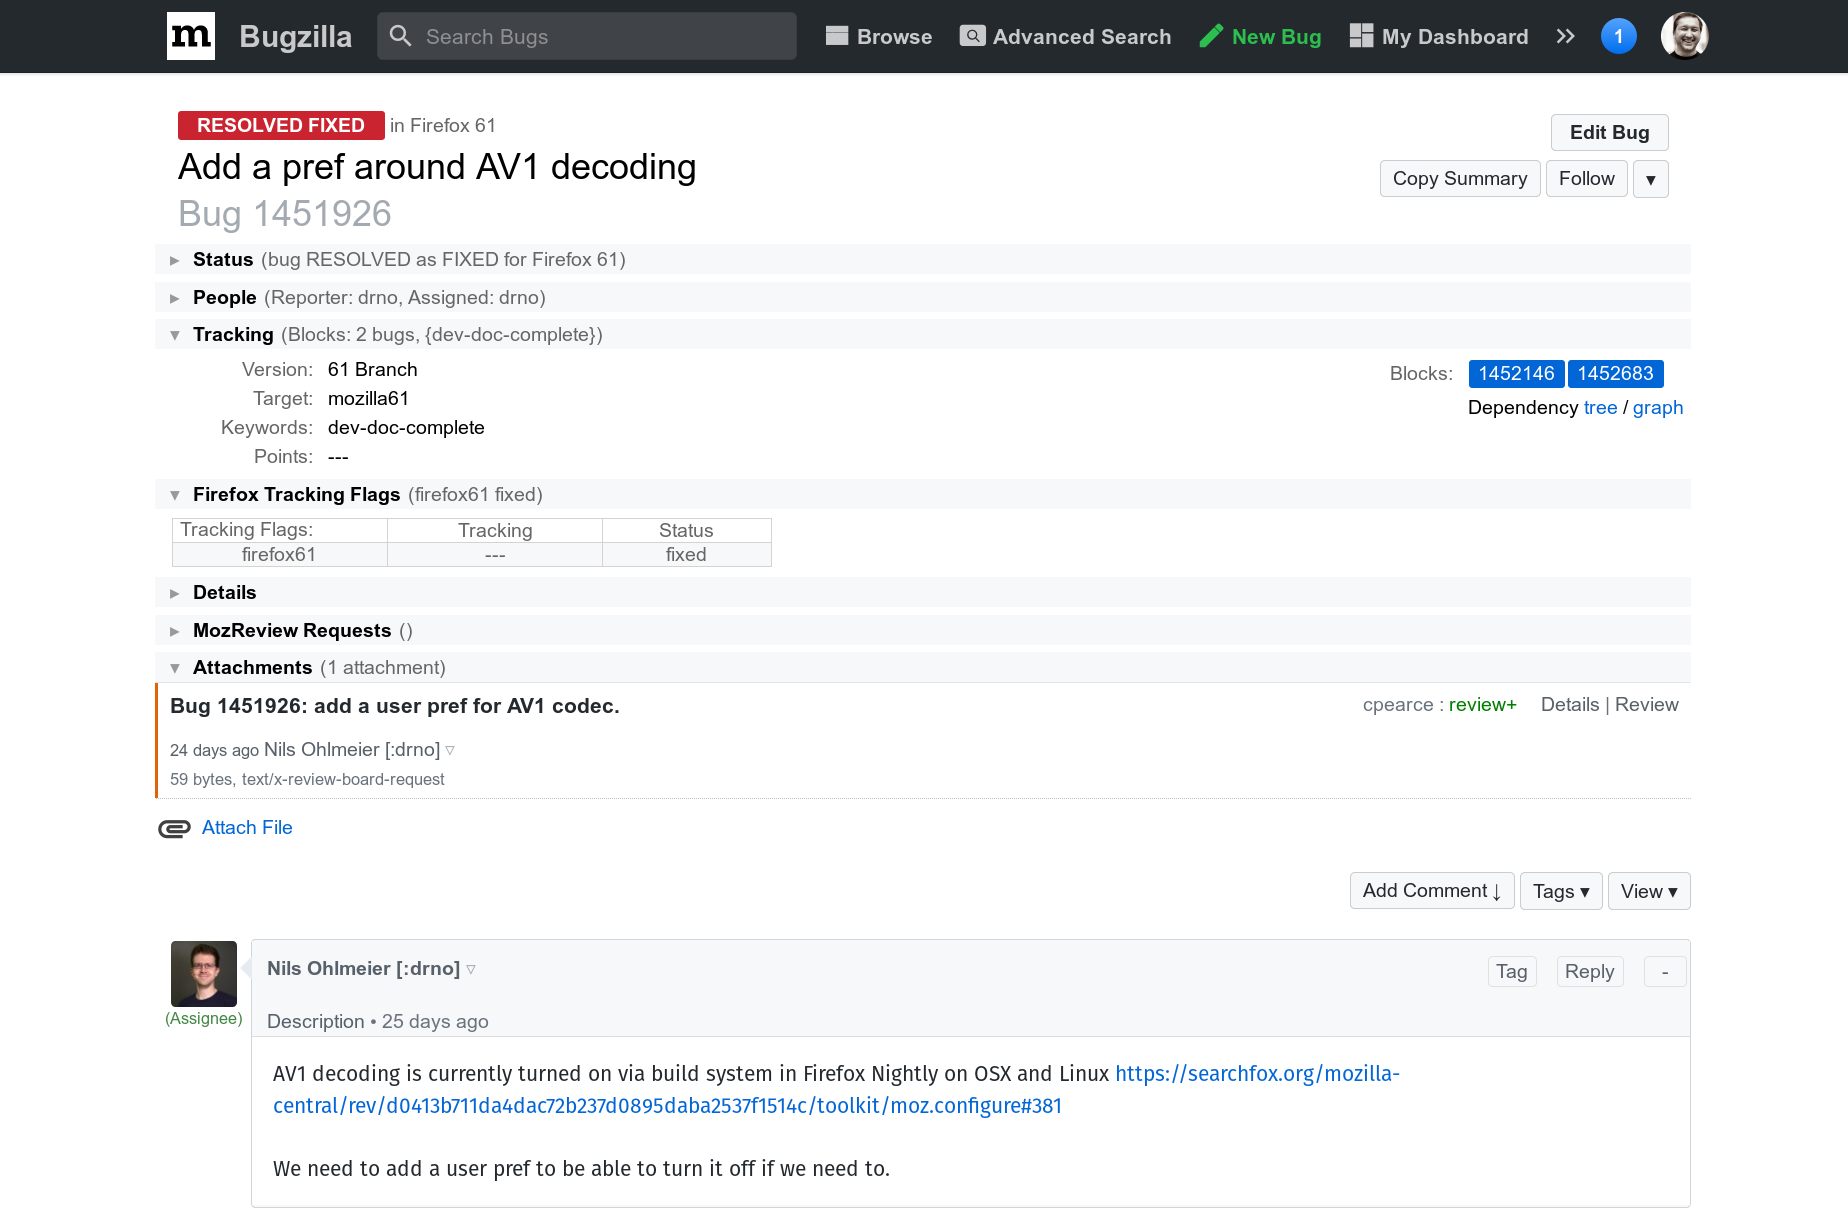 m Bugzilla Search Bugs Browse Advanced Search New Bug My Dashboard » 1
RESOLVED FIXED in Firefox 61
Edit Bug
Add a pref around AV1 decoding
Copy Summary Follow ▾
Bug 1451926
▸ Status (bug RESOLVED as FIXED for Firefox 61)
▸ People (Reporter: drno, Assigned: drno)
▾ Tracking (Blocks: 2 bugs, {dev-doc-complete})
Version: 61 Branch
Target: mozilla61
Keywords: dev-doc-complete
Points: ---
Blocks: 1452146 1452683
Dependency tree / graph
▾ Firefox Tracking Flags (firefox61 fixed)
Tracking Flags: Tracking Status
firefox61 --- fixed
▸ Details
▸ MozReview Requests ()
▾ Attachments (1 attachment)
Bug 1451926: add a user pref for AV1 codec. cpearce : review+ Details | Review
24 days ago Nils Ohlmeier [:drno] ▿
59 bytes, text/x-review-board-request
Attach File
Add Comment ↓ Tags ▾ View ▾
Nils Ohlmeier [:drno] ▿ Tag Reply -
(Assignee)
Description • 25 days ago
AV1 decoding is currently turned on via build system in Firefox Nightly on OSX and Linux https://searchfox.org/mozilla-
central/rev/d0413b711da4dac72b237d0895daba2537f1514c/toolkit/moz.configure#381
We need to add a user pref to be able to turn it off if we need to.